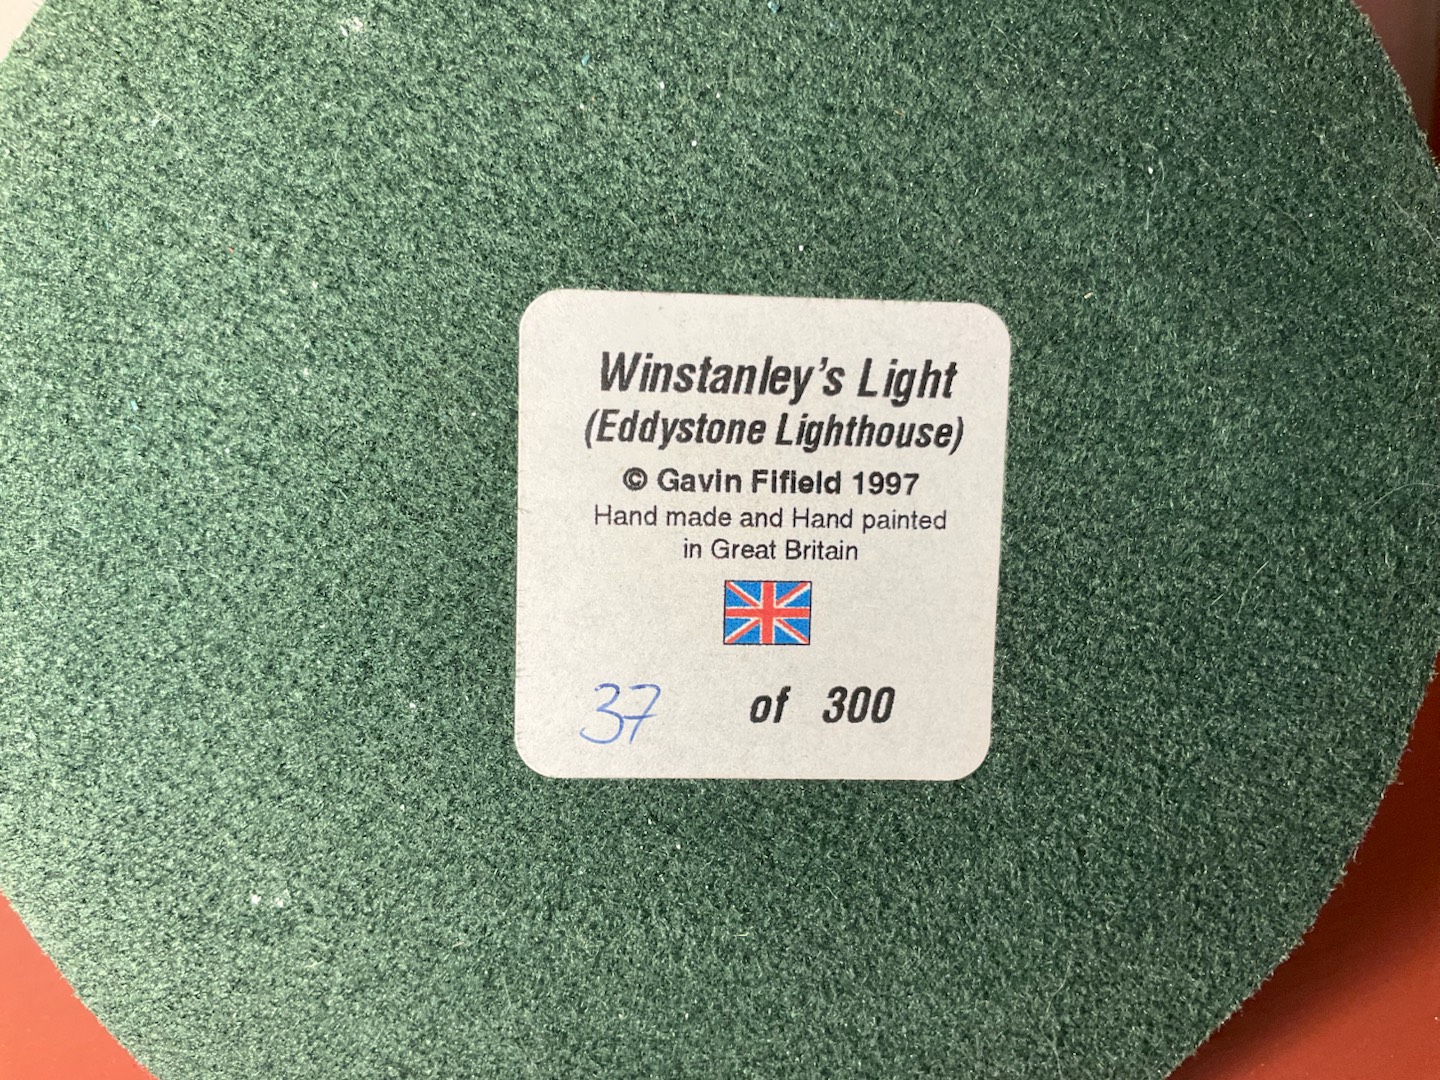 Winstanley's Light
(Eddystone Lighthouse)
© Gavin Fifield 1997
Hand made and Hand painted
in Great Britain
37 of 300